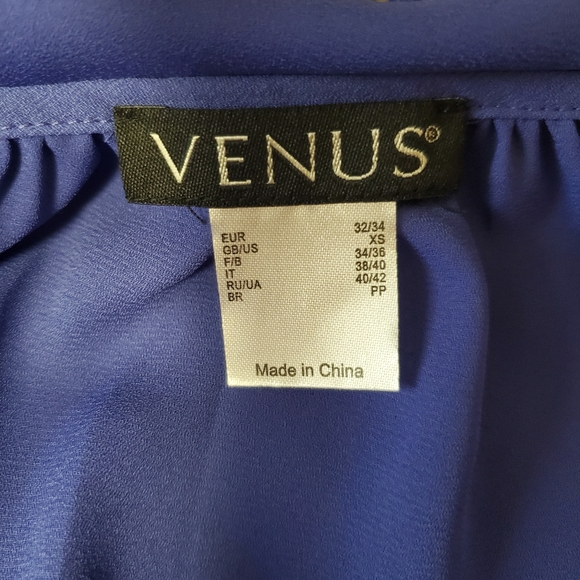 VENUS®
EUR 32/34
GB/US XS
F/B 34/36
IT 38/40
RU/UA 40/42
BR PP
Made in China